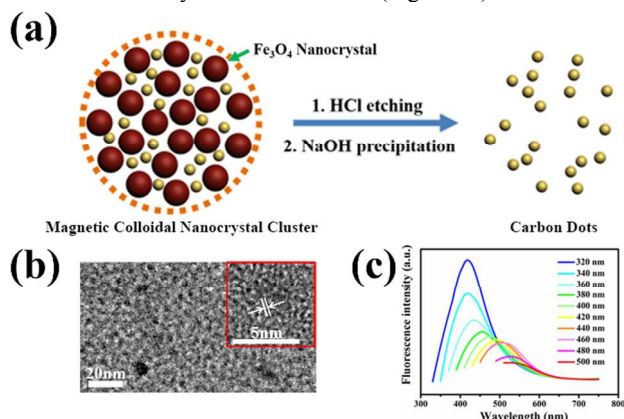 (a)
Fe3O4 Nanocrystal
1. HCl etching
2. NaOH precipitation
Magnetic Colloidal Nanocrystal Cluster
Carbon Dots
(b)
5nm
20nm
(c)
Fluorescence intensity (a.u.)
320 nm
340 nm
360 nm
380 nm
400 nm
420 nm
440 nm
460 nm
480 nm
500 nm
300 400 500 600 700 800
Wavelength (nm)